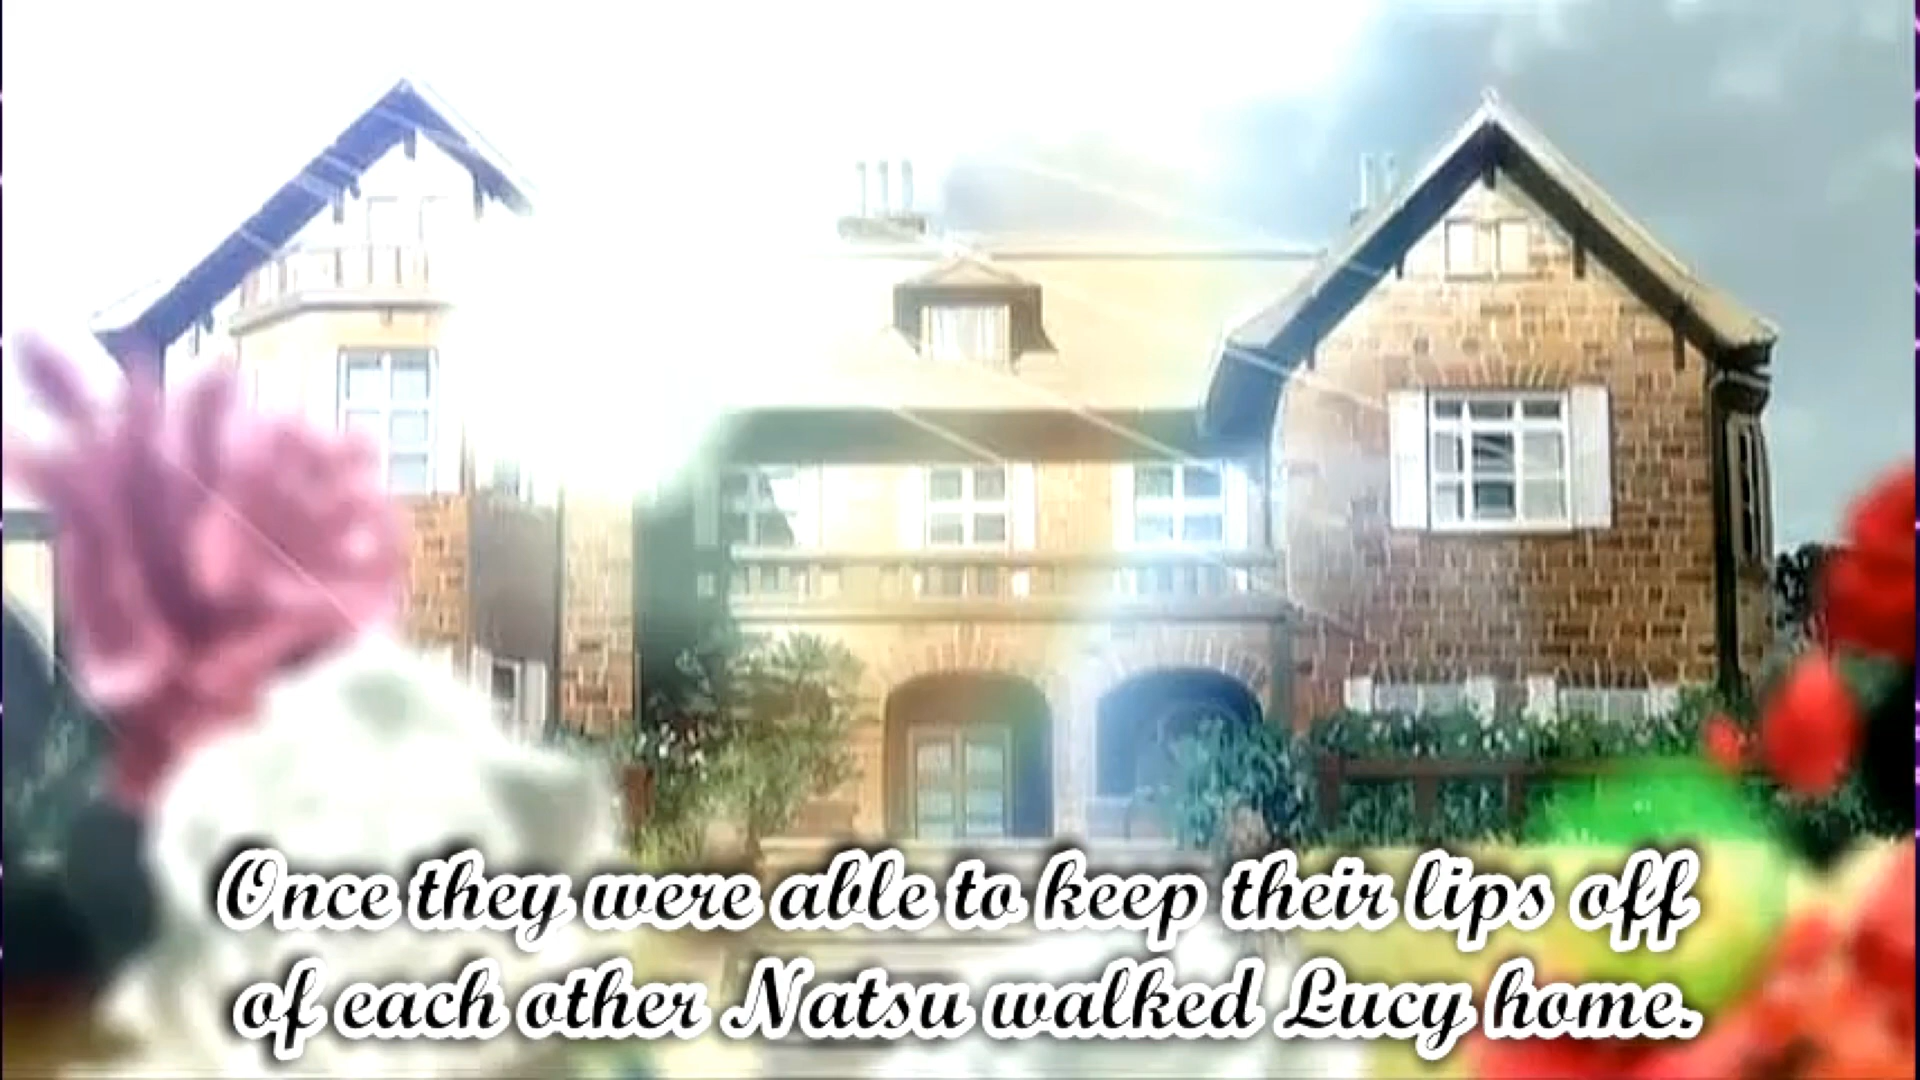 Once they were able to keep their lips off
of each other Natsu walked Lucy home.